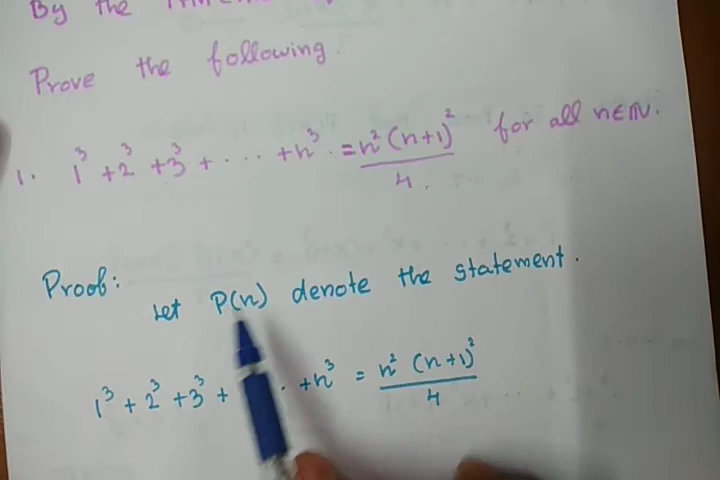 By the
Prove the following.
1. 1³ + 2³ + 3³ + ... + n³ = n²(n+1)²/4 for all n∈N.
Proof:
Let P(n) denote the statement.
1³ + 2³ + 3³ + .. + n³ = n² (n+1)²/4